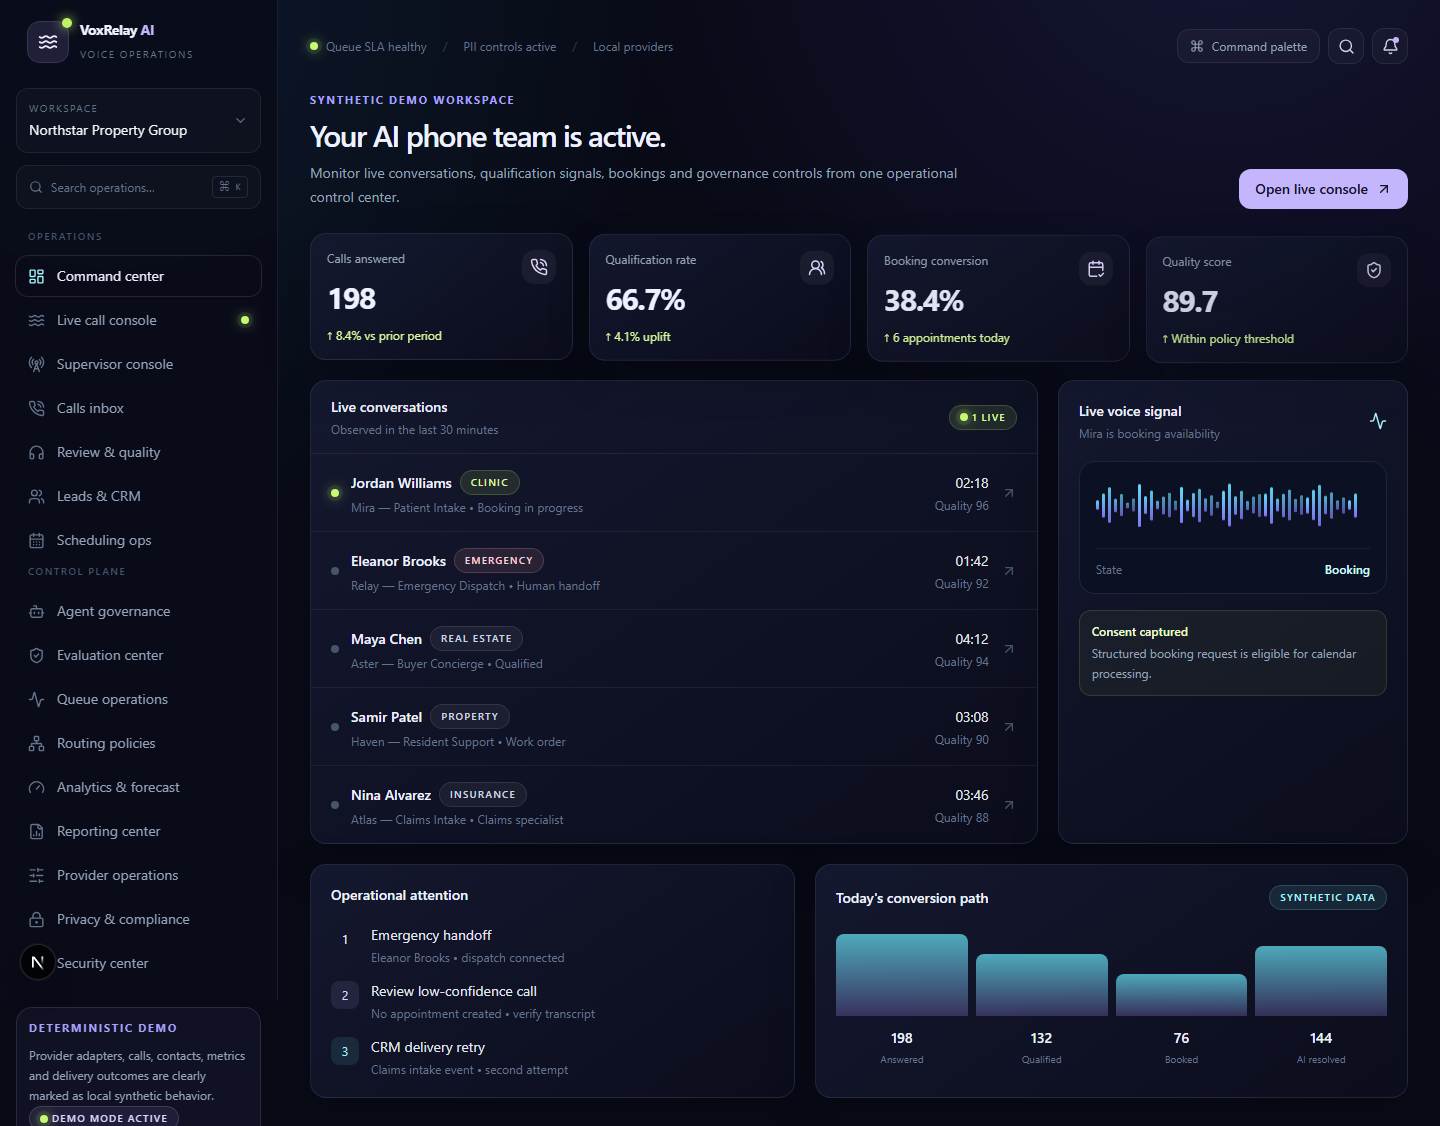 VoxRelay AI
VOICE OPERATIONS
WORKSPACE
Northstar Property Group
Search operations...
⌘ K
OPERATIONS
Command center
Live call console
Supervisor console
Calls inbox
Review & quality
Leads & CRM
Scheduling ops
CONTROL PLANE
Agent governance
Evaluation center
Queue operations
Routing policies
Analytics & forecast
Reporting center
Provider operations
Privacy & compliance
N
Security center
DETERMINISTIC DEMO
Provider adapters, calls, contacts, metrics
and delivery outcomes are clearly
marked as local synthetic behavior.
DEMO MODE ACTIVE
Queue SLA healthy / PII controls active / Local providers
⌘ Command palette
SYNTHETIC DEMO WORKSPACE
Your AI phone team is active.
Monitor live conversations, qualification signals, bookings and governance controls from one operational
control center.
Open live console
Calls answered
198
↑ 8.4% vs prior period
Qualification rate
66.7%
↑ 4.1% uplift
Booking conversion
38.4%
↑ 6 appointments today
Quality score
89.7
↑ Within policy threshold
Live conversations
Observed in the last 30 minutes
1 LIVE
Jordan Williams CLINIC
Mira — Patient Intake • Booking in progress
02:18
Quality 96
Eleanor Brooks EMERGENCY
Relay — Emergency Dispatch • Human handoff
01:42
Quality 92
Maya Chen REAL ESTATE
Aster — Buyer Concierge • Qualified
04:12
Quality 94
Samir Patel PROPERTY
Haven — Resident Support • Work order
03:08
Quality 90
Nina Alvarez INSURANCE
Atlas — Claims Intake • Claims specialist
03:46
Quality 88
Live voice signal
Mira is booking availability
State Booking
Consent captured
Structured booking request is eligible for calendar
processing.
Operational attention
1 Emergency handoff
Eleanor Brooks • dispatch connected
2 Review low-confidence call
No appointment created • verify transcript
3 CRM delivery retry
Claims intake event • second attempt
Today's conversion path
SYNTHETIC DATA
198 132 76 144
Answered Qualified Booked AI resolved